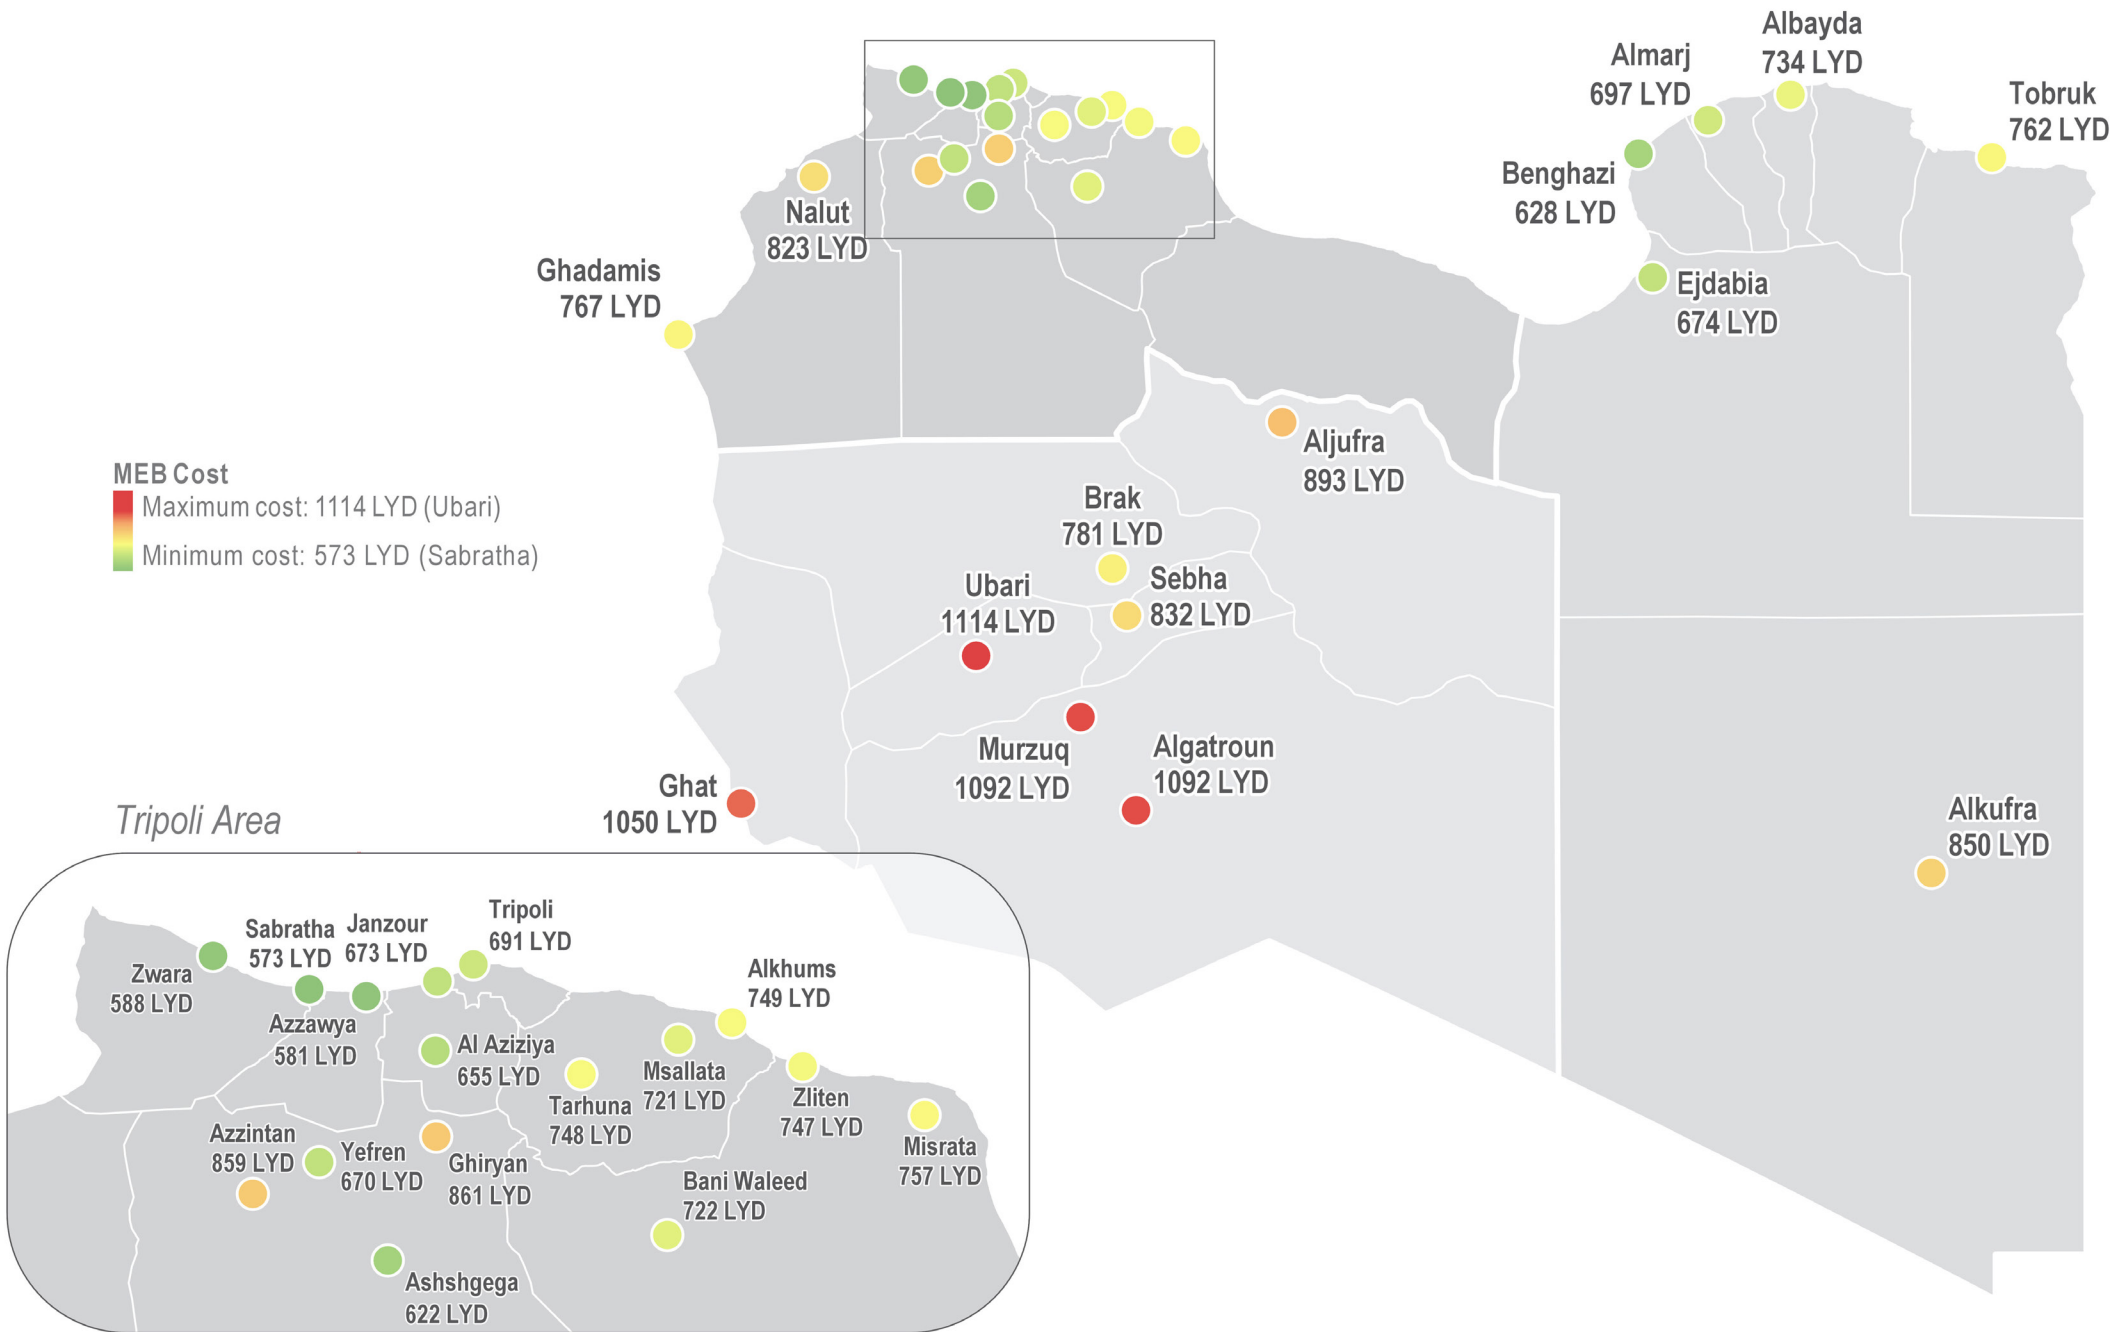 Albayda
734 LYD
Almarj
697 LYD
Tobruk
762 LYD
Benghazi
628 LYD
Nalut
823 LYD
Ghadamis
767 LYD
Ejdabia
674 LYD
Aljufra
893 LYD
MEB Cost
Maximum cost: 1114 LYD (Ubari)
Minimum cost: 573 LYD (Sabratha)
Brak
781 LYD
Sebha
832 LYD
Ubari
1114 LYD
Murzuq
1092 LYD
Algatroun
1092 LYD
Ghat
1050 LYD
Alkufra
850 LYD
Tripoli Area
Tripoli
691 LYD
Sabratha
573 LYD
Janzour
673 LYD
Zwara
588 LYD
Alkhums
749 LYD
Azzawya
581 LYD
Al Aziziya
655 LYD
Msallata
721 LYD
Tarhuna
748 LYD
Zliten
747 LYD
Azzintan
859 LYD
Yefren
670 LYD
Ghiryan
861 LYD
Misrata
757 LYD
Bani Waleed
722 LYD
Ashshgega
622 LYD